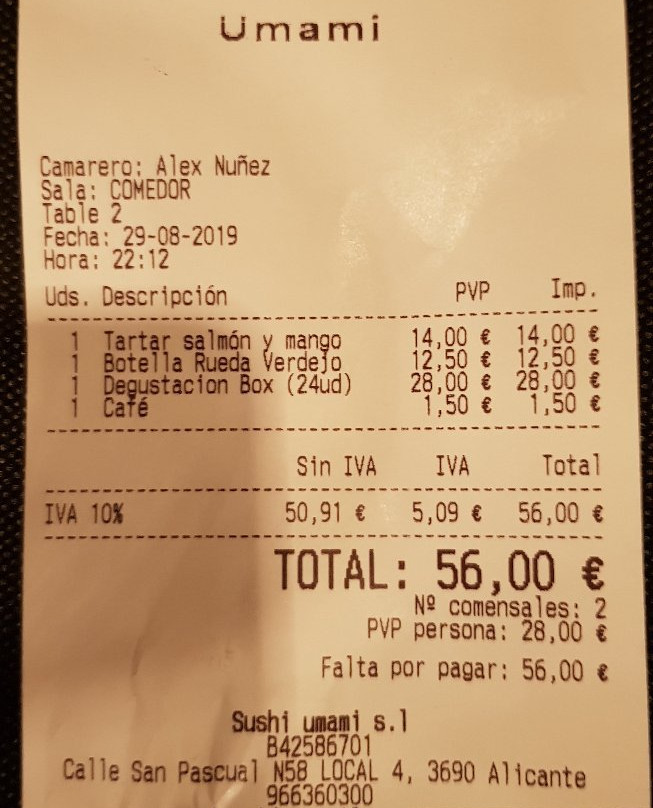 Umami
Camarero: Alex Nuñez
Sala: COMEDOR
Table 2
Fecha: 29-08-2019
Hora: 22:12
Uds. Descripción PVP Imp.
1 Tartar salmón y mango 14,00 € 14,00 €
1 Botella Rueda Verdejo 12,50 € 12,50 €
1 Degustacion Box (24ud) 28,00 € 28,00 €
1 Café 1,50 € 1,50 €
Sin IVA IVA Total
IVA 10% 50,91 € 5,09 € 56,00 €
TOTAL: 56,00 €
Nº comensales: 2
PVP persona: 28,00 €
Falta por pagar: 56,00 €
Sushi umami s.l
B42586701
Calle San Pascual N58 LOCAL 4, 3690 Alicante
966360300